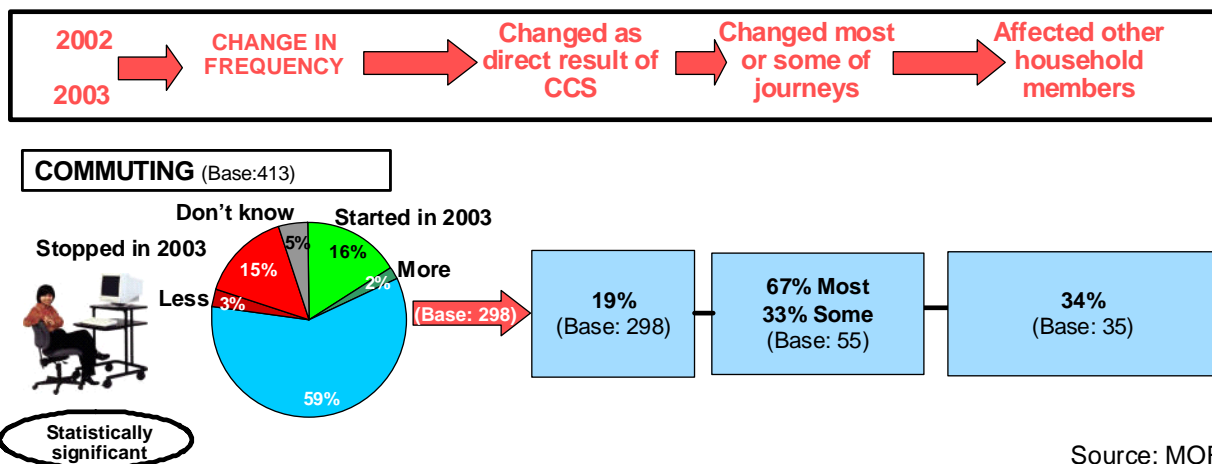 2002
2003
CHANGE IN
FREQUENCY
Changed as
direct result of
CCS
Changed most
or some of
journeys
Affected other
household
members
COMMUTING (Base:413)
Don't know
Started in 2003
Stopped in 2003
More
Less
5%
16%
15%
2%
3%
59%
(Base: 298)
19%
(Base: 298)
67% Most
33% Some
(Base: 55)
34%
(Base: 35)
Statistically
significant
Source: